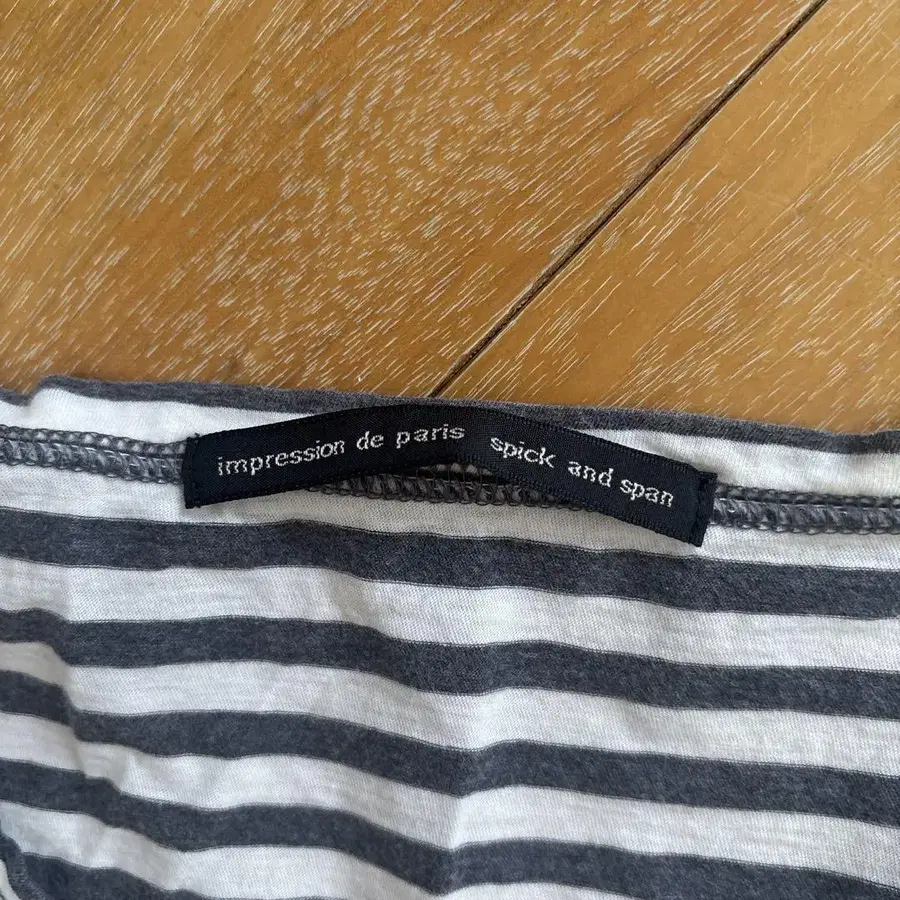 impression de paris spick and span